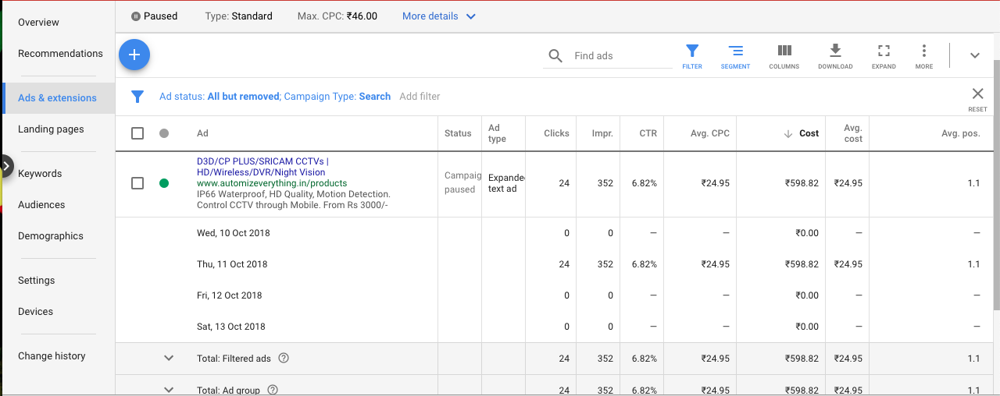 Overview
Recommendations
Ads & extensions
Landing pages
Keywords
Audiences
Demographics
Settings
Devices
Change history
Paused Type: Standard Max. CPC: ₹46.00 More details
Find ads
FILTER SEGMENT COLUMNS DOWNLOAD EXPAND MORE
Ad status: All but removed; Campaign Type: Search Add filter
RESET
Ad Status Ad type Clicks Impr. CTR Avg. CPC Cost Avg. cost Avg. pos.
D3D/CP PLUS/SRICAM CCTVs |
HD/Wireless/DVR/Night Vision
www.automizeverything.in/products
IP66 Waterproof, HD Quality, Motion Detection.
Control CCTV through Mobile. From Rs 3000/-
Campaig
paused
Expande
text ad
24 352 6.82% ₹24.95 ₹598.82 ₹24.95 1.1
Wed, 10 Oct 2018 0 0 — — ₹0.00 — —
Thu, 11 Oct 2018 24 352 6.82% ₹24.95 ₹598.82 ₹24.95 1.1
Fri, 12 Oct 2018 0 0 — — ₹0.00 — —
Sat, 13 Oct 2018 0 0 — — ₹0.00 — —
Total: Filtered ads ? 24 352 6.82% ₹24.95 ₹598.82 ₹24.95 1.1
Total: Ad group ? 24 352 6.82% ₹24.95 ₹598.82 ₹24.95 1.1